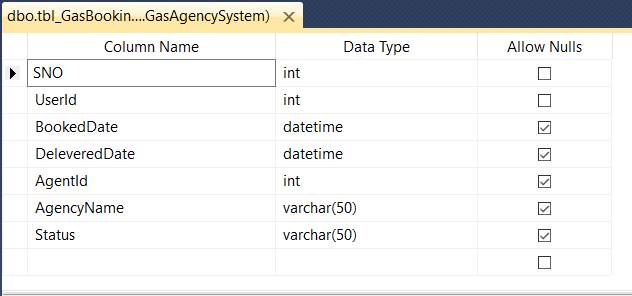 dbo.tbl_GasBookin....GasAgencySystem)
Column Name Data Type Allow Nulls
SNO int
UserId int
BookedDate datetime
DeleveredDate datetime
AgentId int
AgencyName varchar(50)
Status varchar(50)